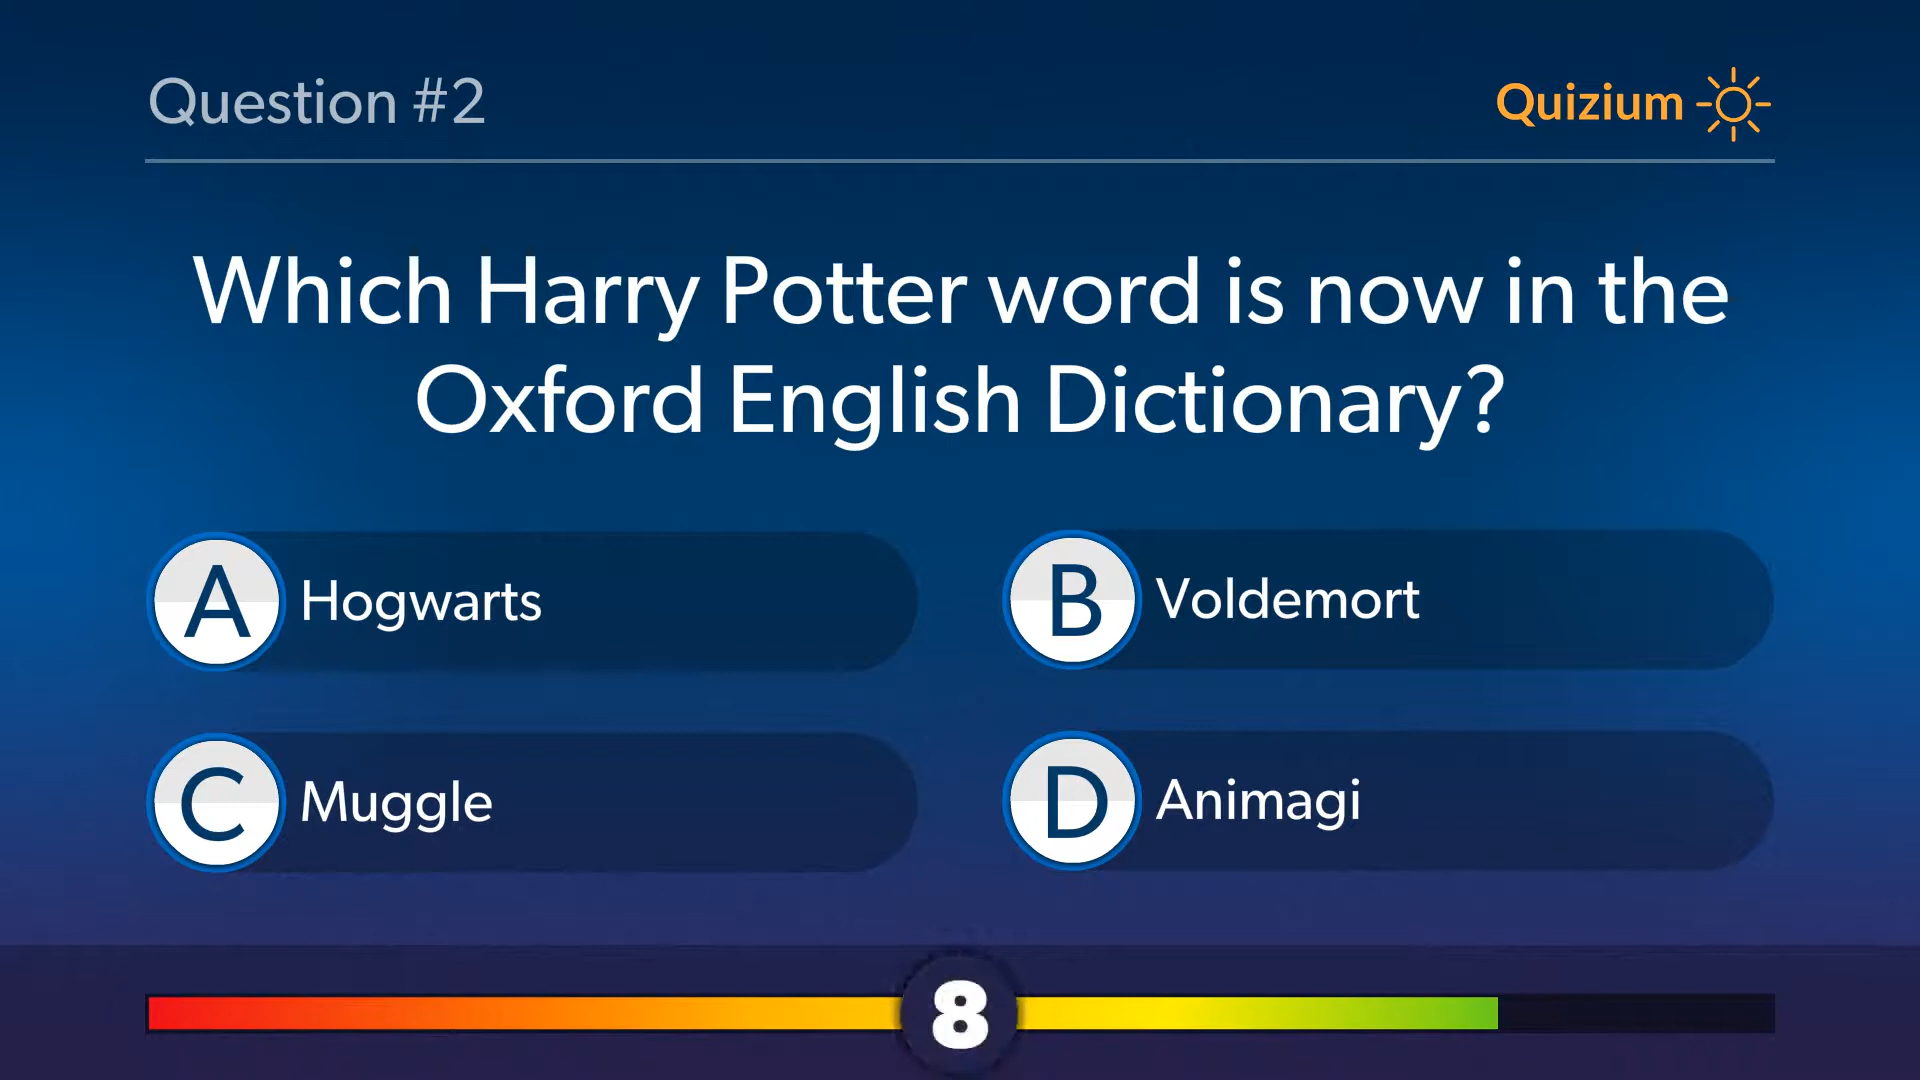 Question #2
Quizium
Which Harry Potter word is now in the
Oxford English Dictionary?
A Hogwarts
B Voldemort
C Muggle
D Animagi
8